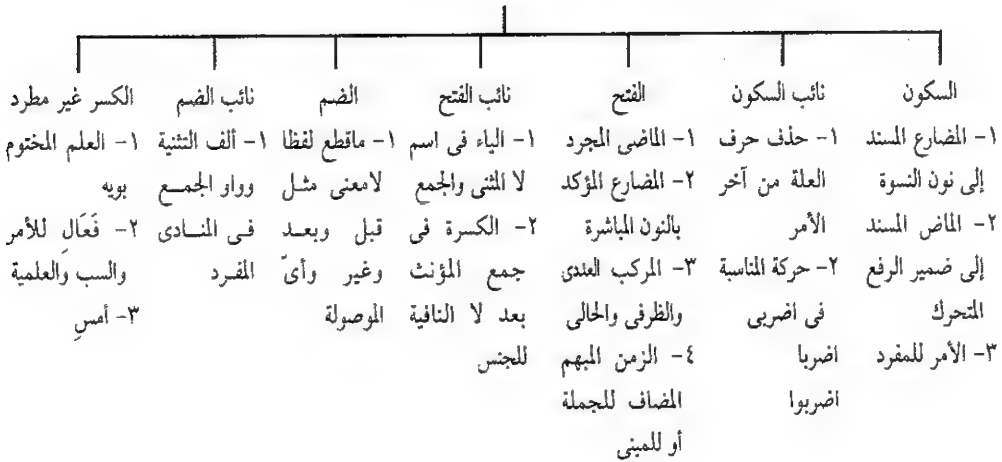 السكون
١- المضارع المسند
إلى نون النسوة
٢- الماض المسند
إلى ضمير الرفع
المتحرك
٣- الأمر للمفرد
نائب السكون
١- حذف حرف
العلة من آخر
الأمر
٢- حركة المناسبة
فى اضربى
اضربا
اضربوا
الفتح
١- الماضى المجرد
٢- المضارع المؤكد
بالنون المباشرة
٣- المركب العددى
والظرفى والحالى
٤- الزمن المبهم
المضاف للجملة
أو للمبنى
نائب الفتح
١- الياء فى اسم
لا المثنى والجمع
٢- الكسرة فى
جمع المؤنث
بعد لا النافية
للجنس
الضم
١- ماقطع لفظا
لامعنى مثل
قبل وبعد
وغير وأىّ
الموصولة
نائب الضم
١- ألف التثنية
وواو الجمع
فى المنادى
المفرد
الكسر غير مطرد
١- العلم المختوم
بويه
٢- فَعَالِ للأمر
والسب والعلمية
٣- أمسِ